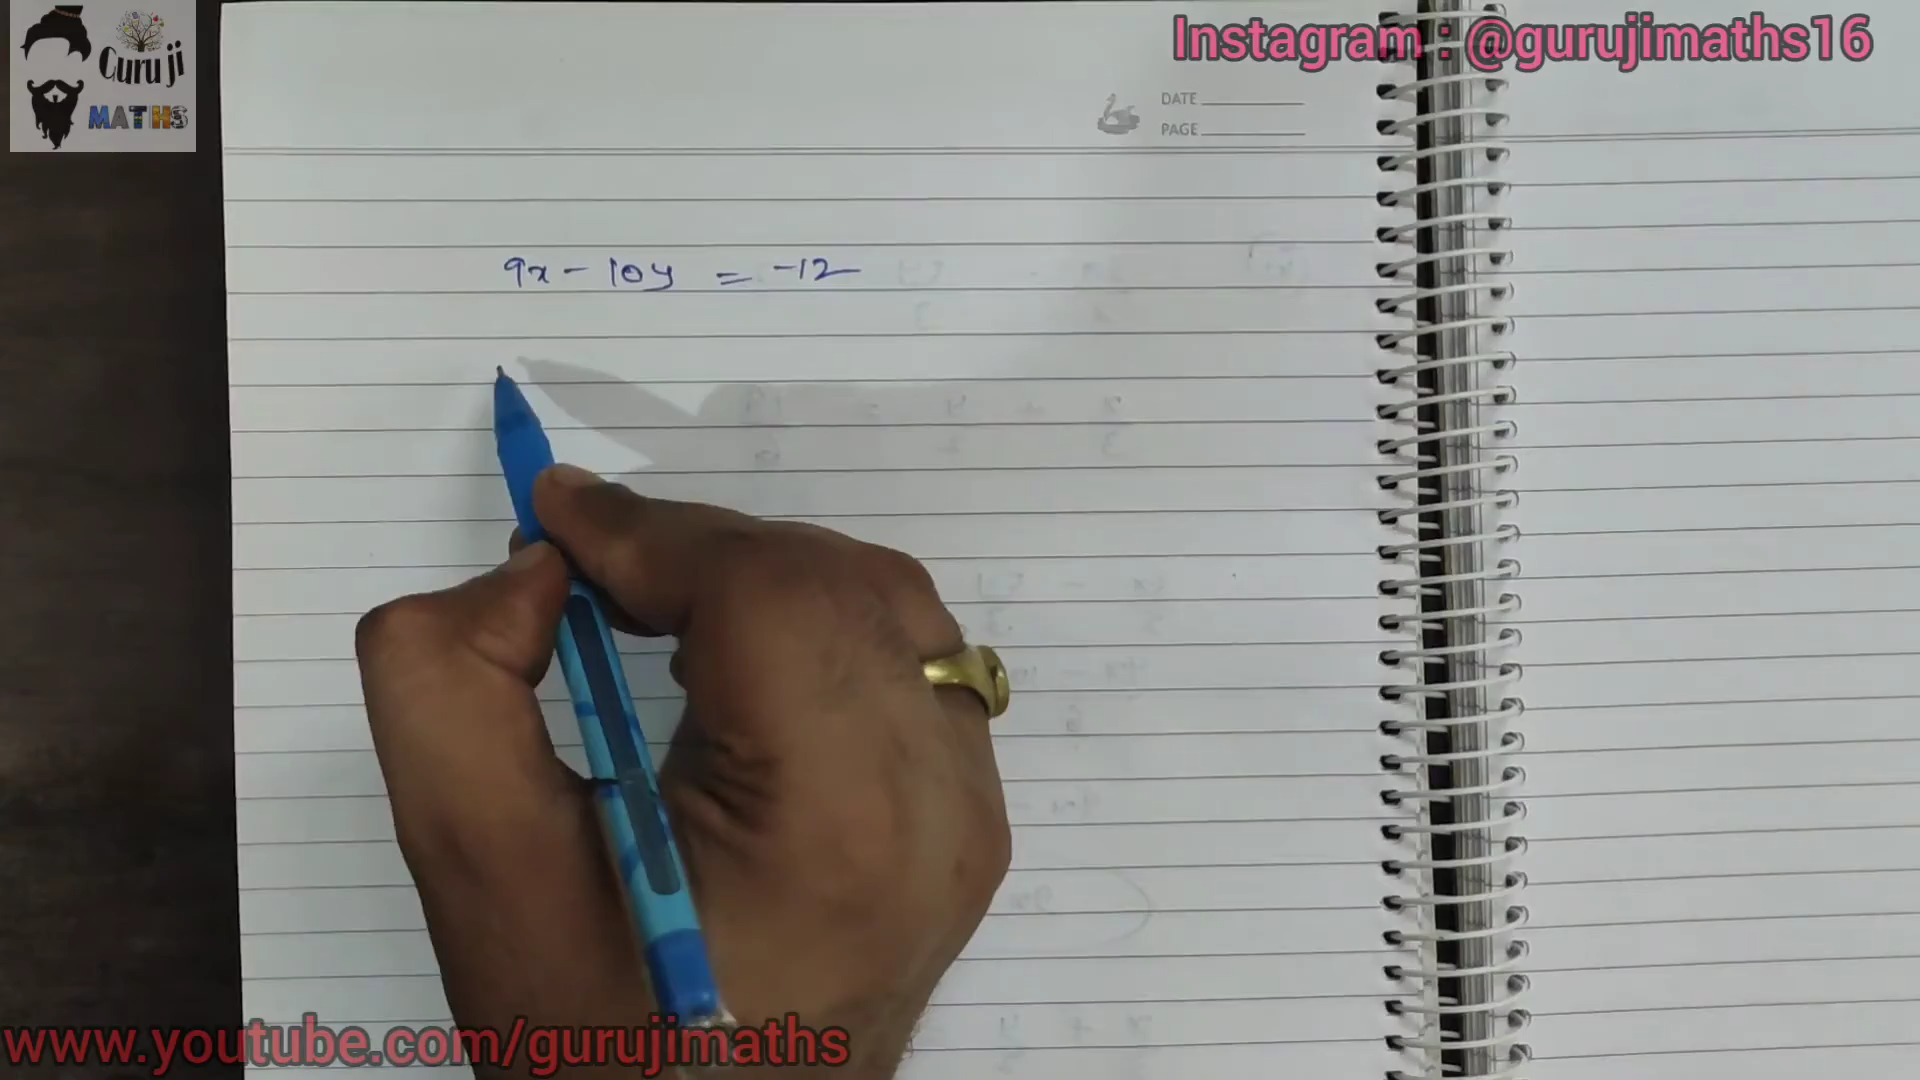 Guru ji
MATHS
Instagram : @gurujimaths16
DATE
PAGE
9x - 10y = -12
www.youtube.com/gurujimaths